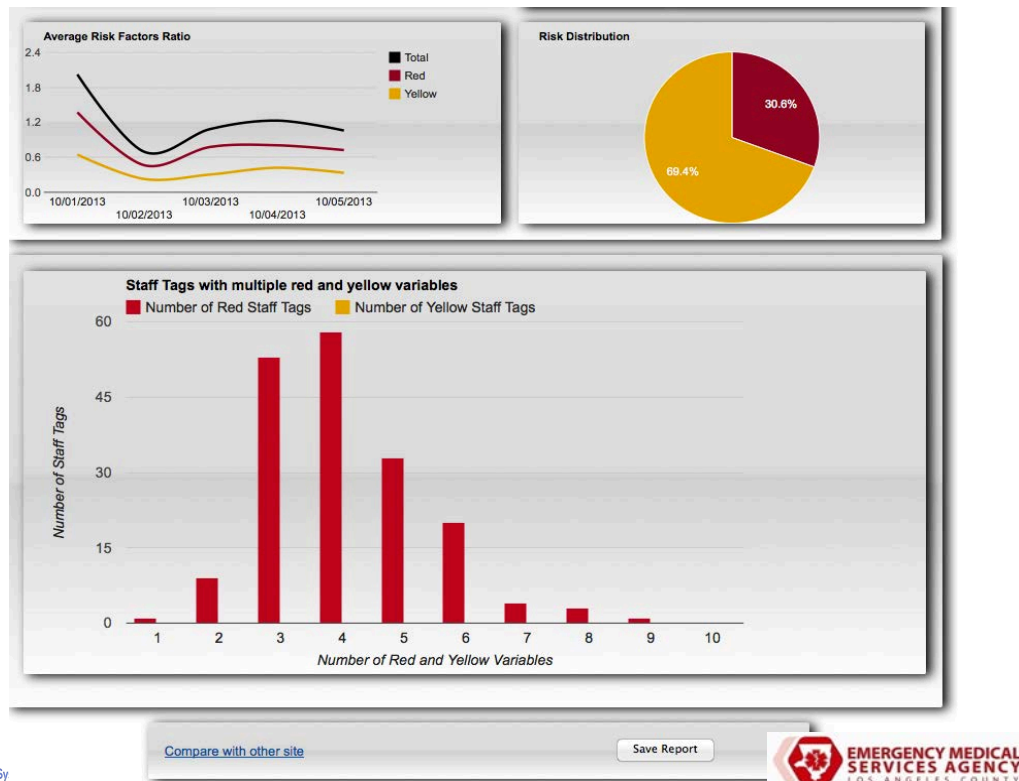 Average Risk Factors Ratio
2.4
1.8
1.2
0.6
0.0
10/01/2013
10/02/2013
10/03/2013
10/04/2013
10/05/2013
Total
Red
Yellow
Risk Distribution
30.6%
69.4%
Staff Tags with multiple red and yellow variables
Number of Red Staff Tags
Number of Yellow Staff Tags
Number of Staff Tags
60
45
30
15
0
1 2 3 4 5 6 7 8 9 10
Number of Red and Yellow Variables
Compare with other site
Save Report
EMERGENCY MEDICAL
SERVICES AGENCY
LOS ANGELES COUNTY